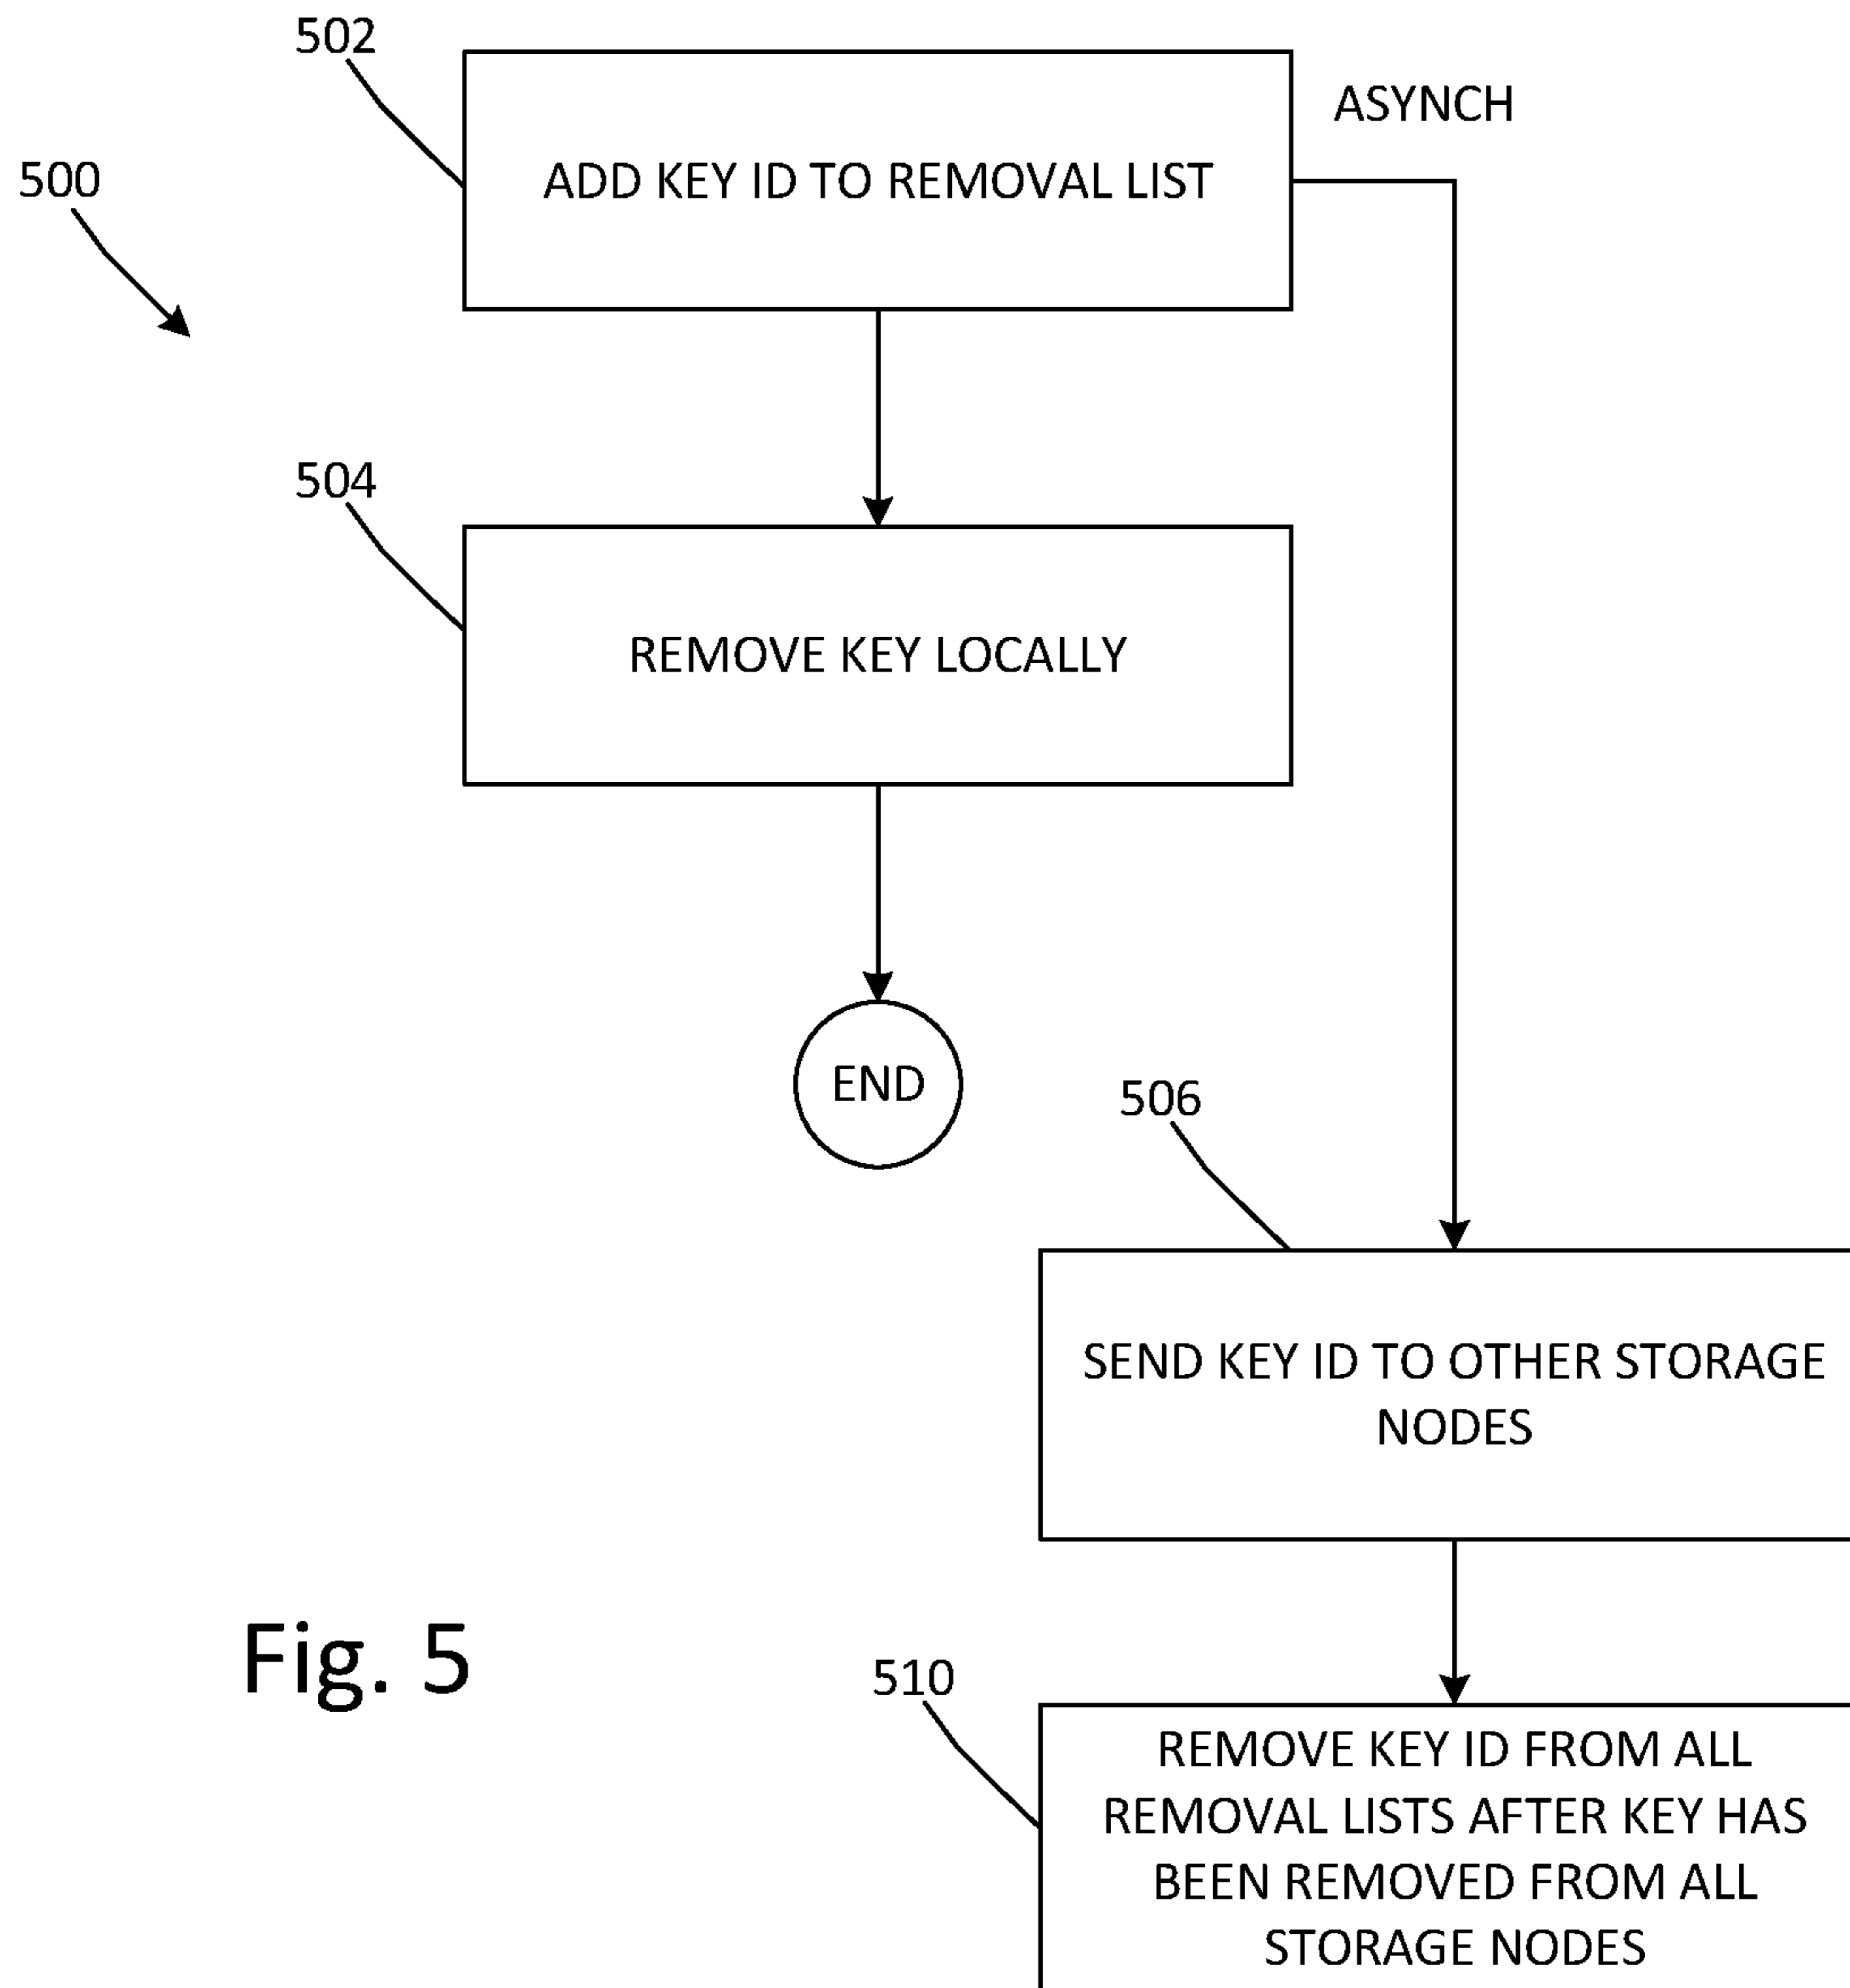 502
ASYNCH
ADD KEY ID TO REMOVAL LIST
500
504
REMOVE KEY LOCALLY
END
506
SEND KEY ID TO OTHER STORAGE
NODES
Fig. 5
510
REMOVE KEY ID FROM ALL
REMOVAL LISTS AFTER KEY HAS
BEEN REMOVED FROM ALL
STORAGE NODES